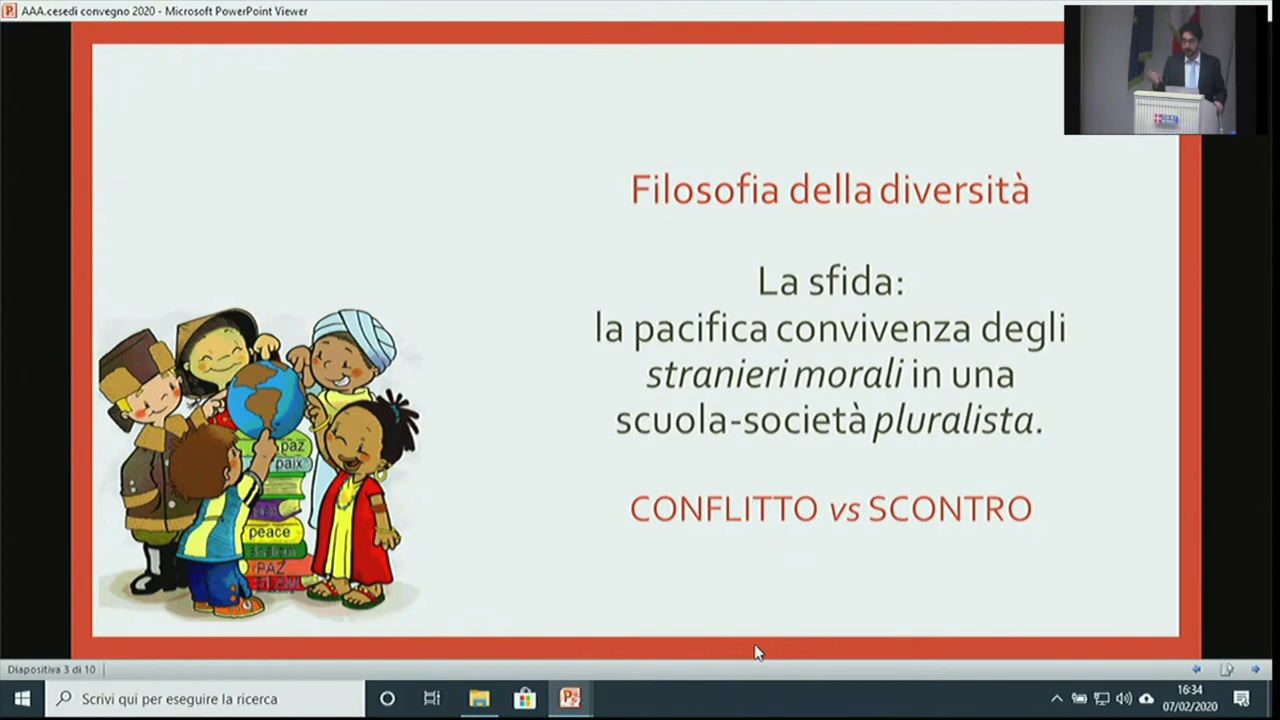 AAA.cesedi convegno 2020 - Microsoft PowerPoint Viewer
Filosofia della diversità
La sfida:
la pacifica convivenza degli
stranieri morali in una
scuola-società pluralista.
CONFLITTO vs SCONTRO
paz
paix
peace
shalom
PAZ
Diapositiva 3 di 10
Scrivi qui per eseguire la ricerca
16:34
07/02/2020